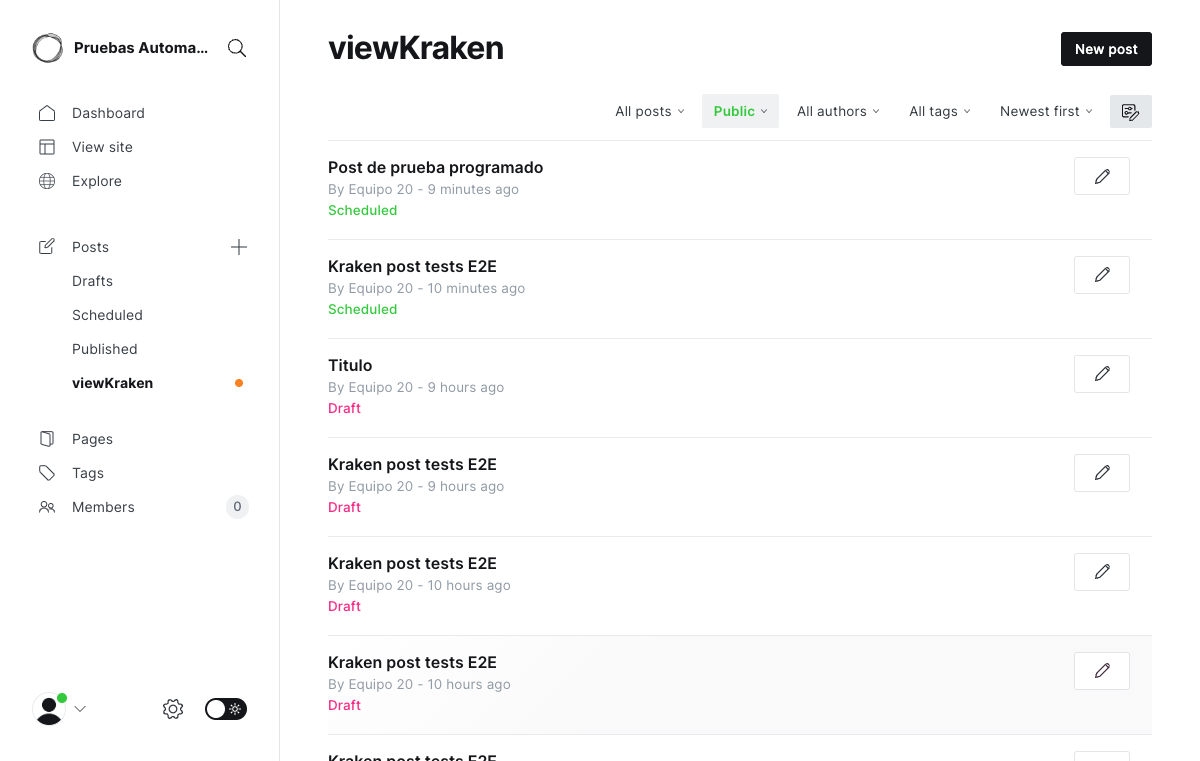 Pruebas Automa...
Dashboard
View site
Explore
Posts
Drafts
Scheduled
Published
viewKraken
Pages
Tags
Members
0
viewKraken
New post
All posts
Public
All authors
All tags
Newest first
Post de prueba programado
By Equipo 20 - 9 minutes ago
Scheduled
Kraken post tests E2E
By Equipo 20 - 10 minutes ago
Scheduled
Titulo
By Equipo 20 - 9 hours ago
Draft
Kraken post tests E2E
By Equipo 20 - 9 hours ago
Draft
Kraken post tests E2E
By Equipo 20 - 10 hours ago
Draft
Kraken post tests E2E
By Equipo 20 - 10 hours ago
Draft
Kraken post tests E2E